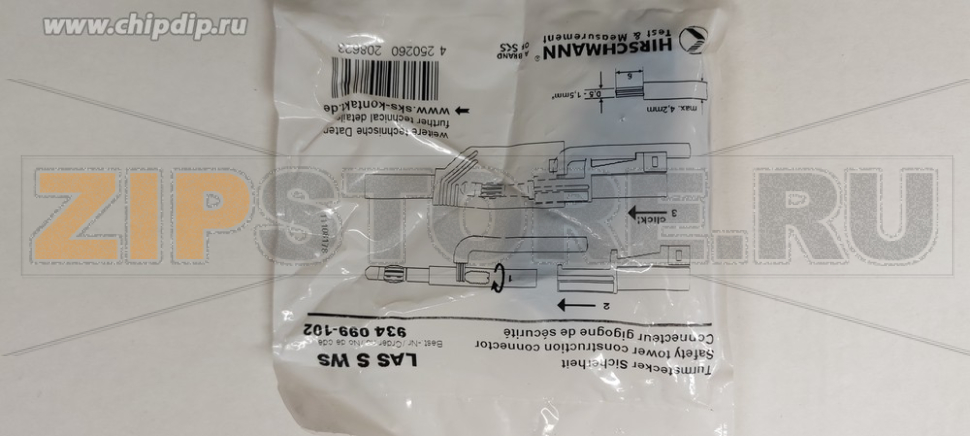 www.chipdip.ru
ZIPSTORE.RU
Turmstecker Sicherheit
Safety tower construction connector
Connecteur gigogne de sécurité
LAS S WS
934 099-102
2
1
3
click!
max. 4,2mm
0,5 - 1,5mm²
6
weitere technische Daten
further technical details
www.sks-kontakt.de
HIRSCHMANN
Test & Measurement
A BRAND
OF SKS
4 250260 208633